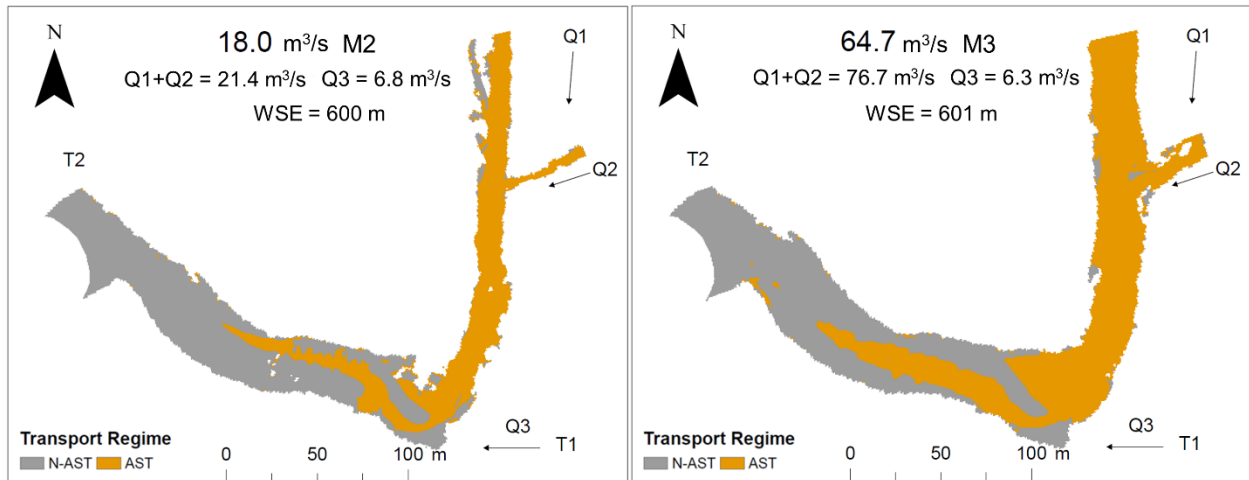 N
18.0 m³/s M2
Q1
Q1+Q2 = 21.4 m³/s Q3 = 6.8 m³/s
WSE = 600 m
T2
Q2
Q3
T1
Transport Regime
N-AST AST
0 50 100 m
N
64.7 m³/s M3
Q1
Q1+Q2 = 76.7 m³/s Q3 = 6.3 m³/s
WSE = 601 m
T2
Q2
Q3
T1
Transport Regime
N-AST AST
0 50 100 m